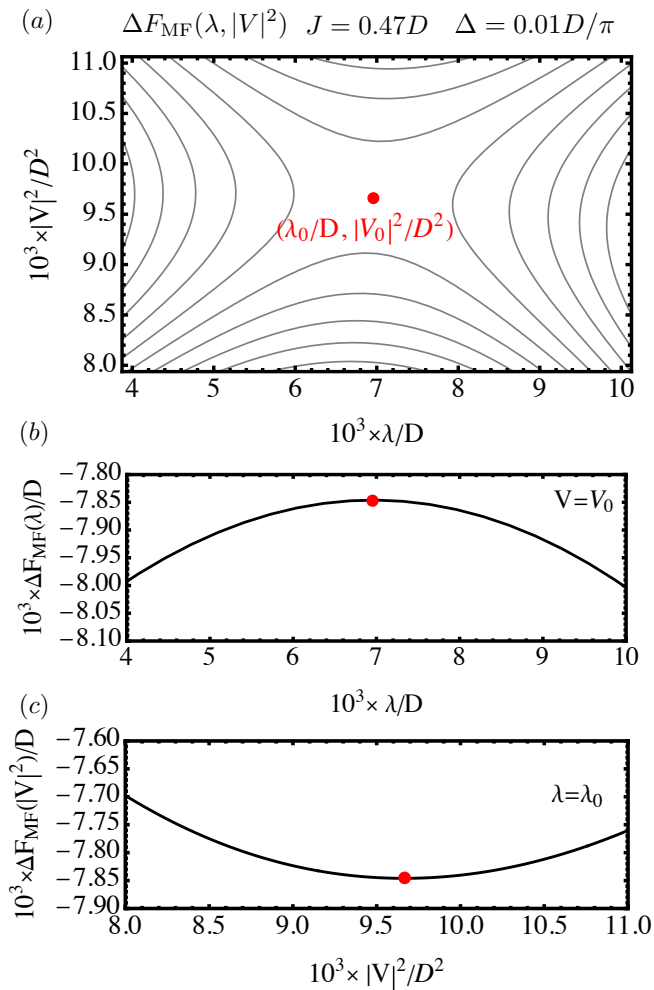 (a) ΔF_MF(λ, |V|²) J = 0.47D Δ = 0.01D/π
10³×|V|²/D²
11.0
10.0
9.5
9.0
8.5
8.0
(λ₀/D, |V₀|²/D²)
4 5 6 7 8 9 10
10³×λ/D
(b)
10³×ΔF_MF(λ)/D
−7.80
−7.85
−7.90
−7.95
−8.00
−8.05
−8.10
V=V₀
4 5 6 7 8 9 10
10³× λ/D
(c)
10³×ΔF_MF(|V|²)/D
−7.60
−7.65
−7.70
−7.75
−7.80
−7.85
−7.90
λ=λ₀
8.0 8.5 9.0 9.5 10.0 10.5 11.0
10³× |V|²/D²